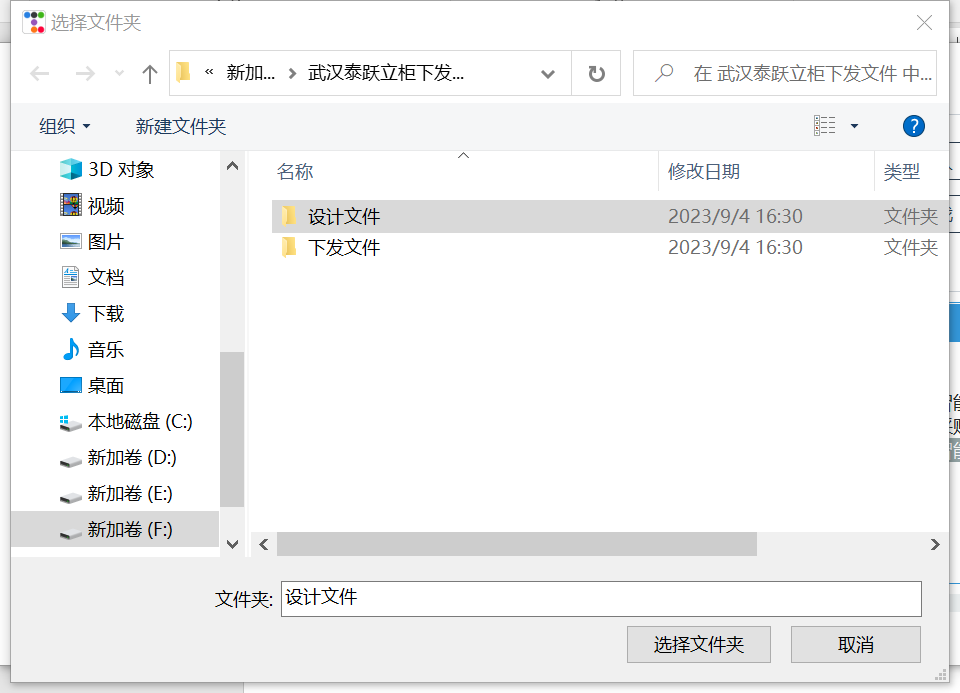 选择文件夹
« 新加... > 武汉泰跃立柜下发...
在 武汉泰跃立柜下发文件 中...
组织 新建文件夹
?
名称 修改日期 类型
3D 对象
视频
图片
文档
下载
音乐
桌面
本地磁盘 (C:)
新加卷 (D:)
新加卷 (E:)
新加卷 (F:)
设计文件 2023/9/4 16:30 文件夹
下发文件 2023/9/4 16:30 文件夹
文件夹: 设计文件
选择文件夹 取消